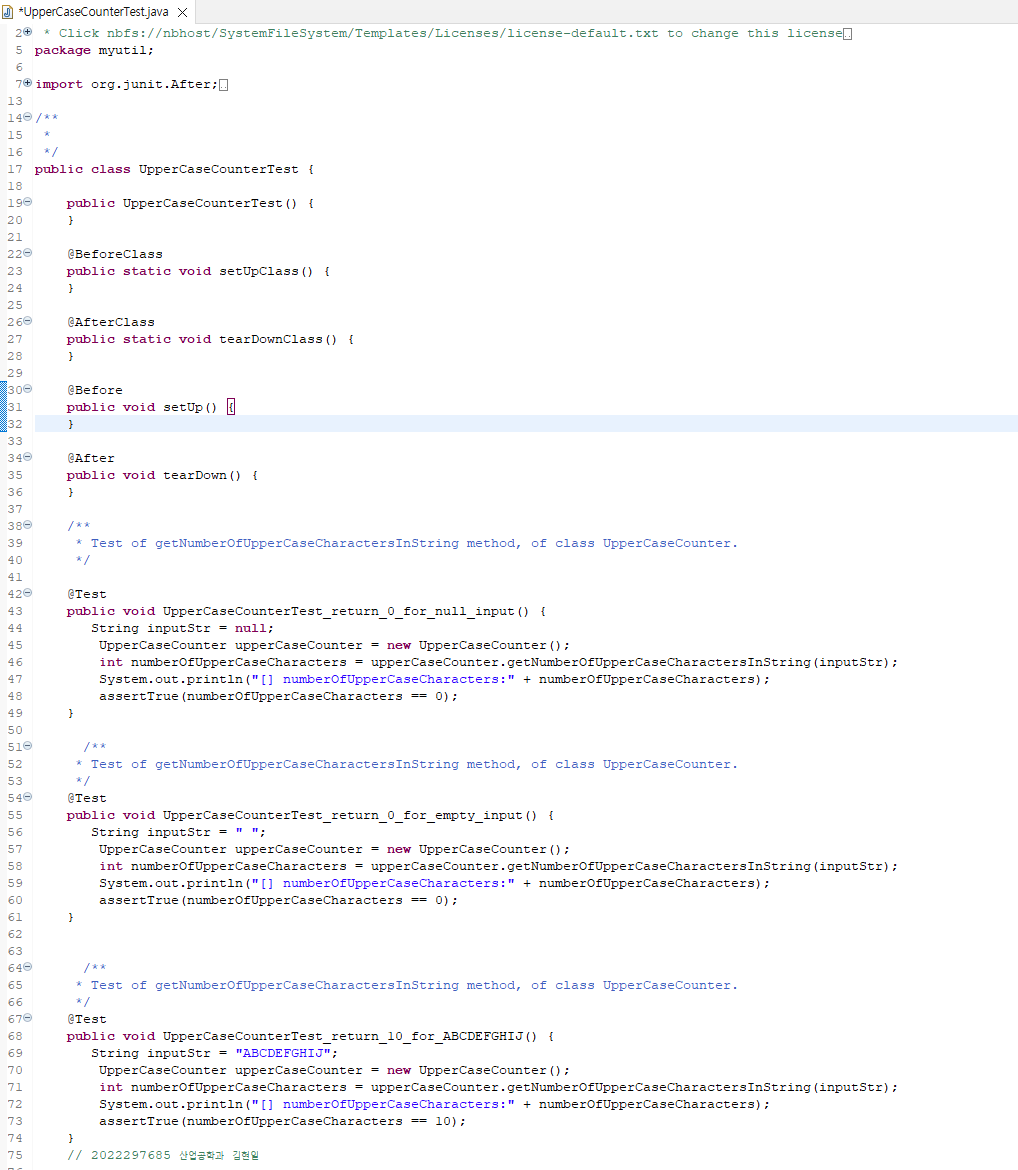 *UpperCaseCounterTest.java
2 * Click nbfs://nbhost/SystemFileSystem/Templates/Licenses/license-default.txt to change this license
5 package myutil;
6
7 import org.junit.After;
13
14 /**
15 *
16 */
17 public class UpperCaseCounterTest {
18
19 public UpperCaseCounterTest() {
20 }
21
22 @BeforeClass
23 public static void setUpClass() {
24 }
25
26 @AfterClass
27 public static void tearDownClass() {
28 }
29
30 @Before
31 public void setUp() {
32 }
33
34 @After
35 public void tearDown() {
36 }
37
38 /**
39 * Test of getNumberOfUpperCaseCharactersInString method, of class UpperCaseCounter.
40 */
41
42 @Test
43 public void UpperCaseCounterTest_return_0_for_null_input() {
44 String inputStr = null;
45 UpperCaseCounter upperCaseCounter = new UpperCaseCounter();
46 int numberOfUpperCaseCharacters = upperCaseCounter.getNumberOfUpperCaseCharactersInString(inputStr);
47 System.out.println("[] numberOfUpperCaseCharacters:" + numberOfUpperCaseCharacters);
48 assertTrue(numberOfUpperCaseCharacters == 0);
49 }
50
51 /**
52 * Test of getNumberOfUpperCaseCharactersInString method, of class UpperCaseCounter.
53 */
54 @Test
55 public void UpperCaseCounterTest_return_0_for_empty_input() {
56 String inputStr = " ";
57 UpperCaseCounter upperCaseCounter = new UpperCaseCounter();
58 int numberOfUpperCaseCharacters = upperCaseCounter.getNumberOfUpperCaseCharactersInString(inputStr);
59 System.out.println("[] numberOfUpperCaseCharacters:" + numberOfUpperCaseCharacters);
60 assertTrue(numberOfUpperCaseCharacters == 0);
61 }
62
63
64 /**
65 * Test of getNumberOfUpperCaseCharactersInString method, of class UpperCaseCounter.
66 */
67 @Test
68 public void UpperCaseCounterTest_return_10_for_ABCDEFGHIJ() {
69 String inputStr = "ABCDEFGHIJ";
70 UpperCaseCounter upperCaseCounter = new UpperCaseCounter();
71 int numberOfUpperCaseCharacters = upperCaseCounter.getNumberOfUpperCaseCharactersInString(inputStr);
72 System.out.println("[] numberOfUpperCaseCharacters:" + numberOfUpperCaseCharacters);
73 assertTrue(numberOfUpperCaseCharacters == 10);
74 }
75 // 2022297685 산업공학과 김현일